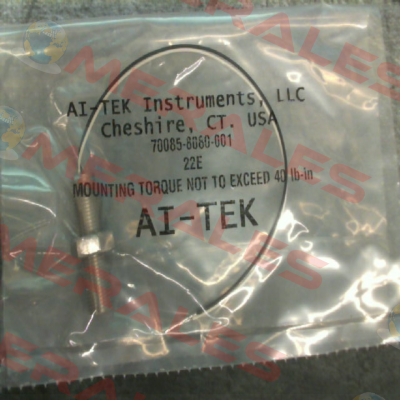 AI-TEK Instruments, LLC
Cheshire, CT. USA
70085-8080-001
22E
MOUNTING TORQUE NOT TO EXCEED 40 lb-in
AI-TEK